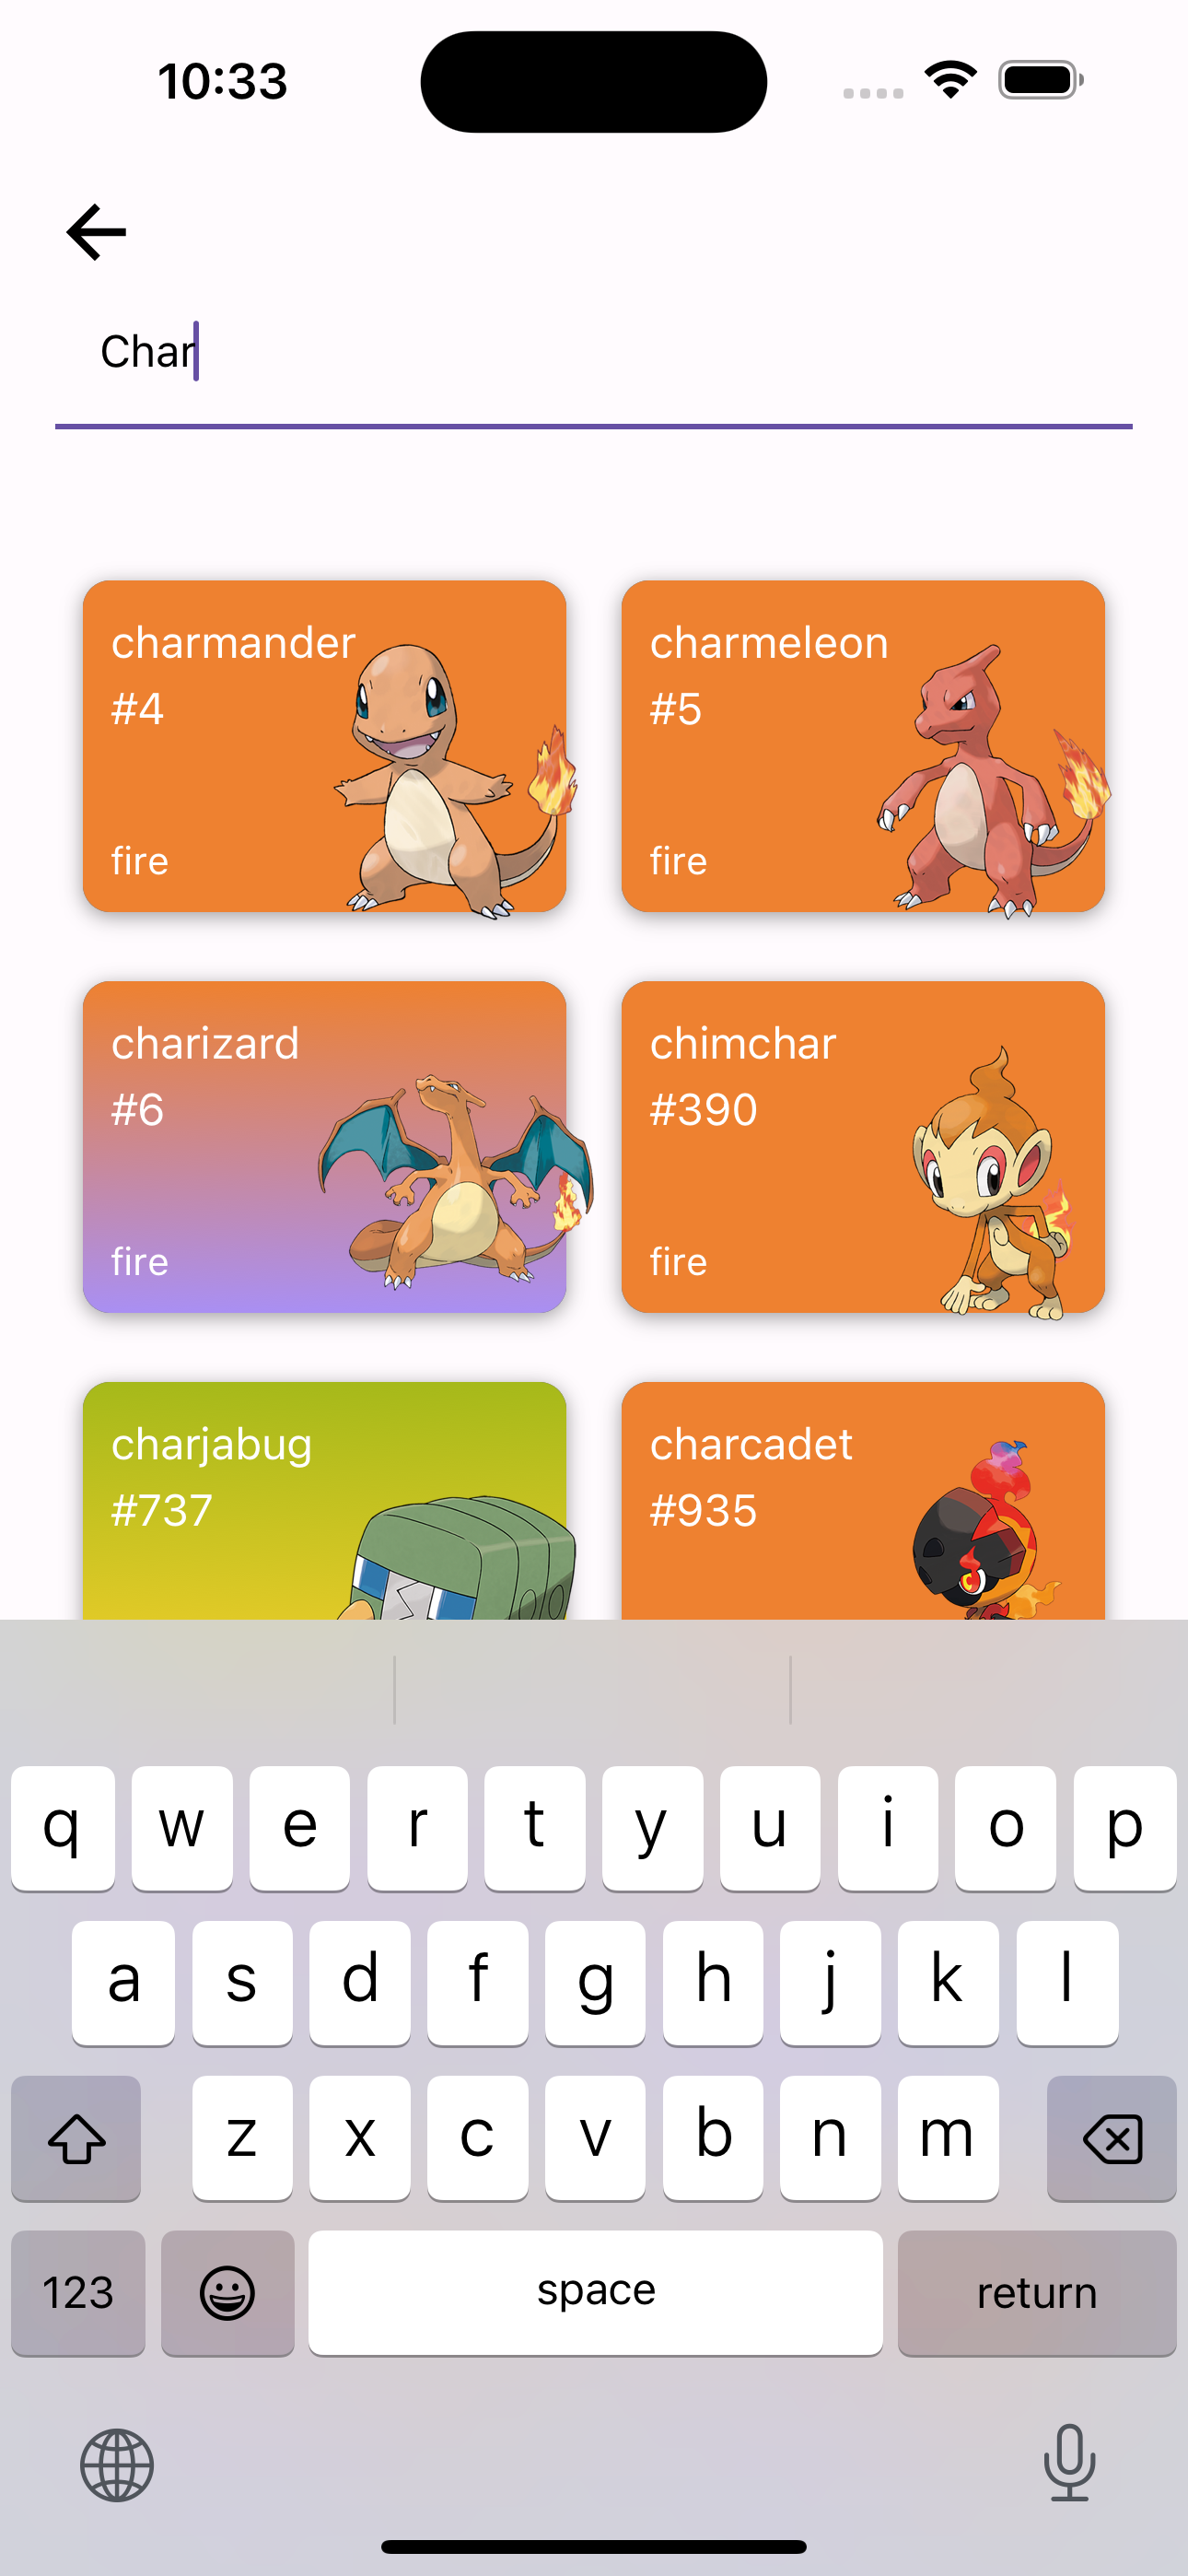 10:33
Char
charmander
#4
fire
charmeleon
#5
fire
charizard
#6
fire
chimchar
#390
fire
charjabug
#737
charcadet
#935
q w e r t y u i o p
a s d f g h j k l
z x c v b n m
123 space return